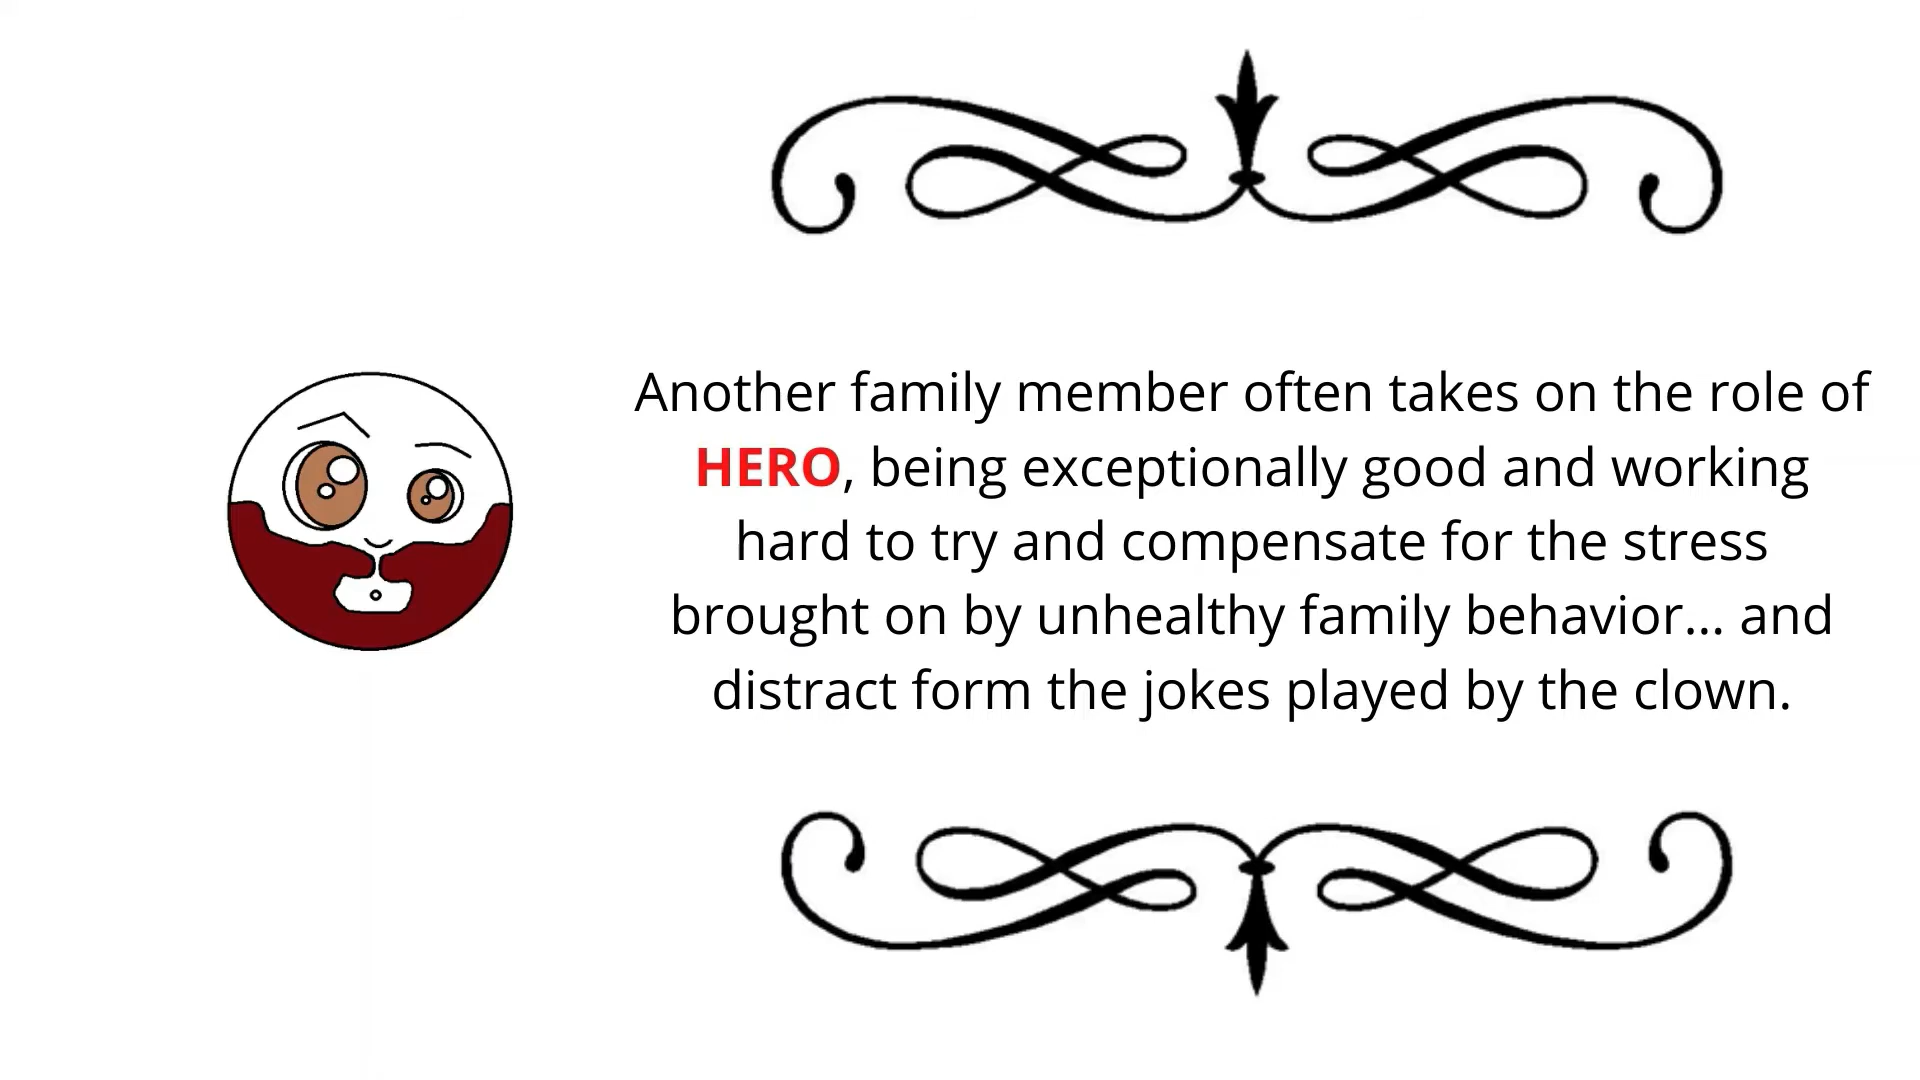 Another family member often takes on the role of
HERO, being exceptionally good and working
hard to try and compensate for the stress
brought on by unhealthy family behavior... and
distract form the jokes played by the clown.